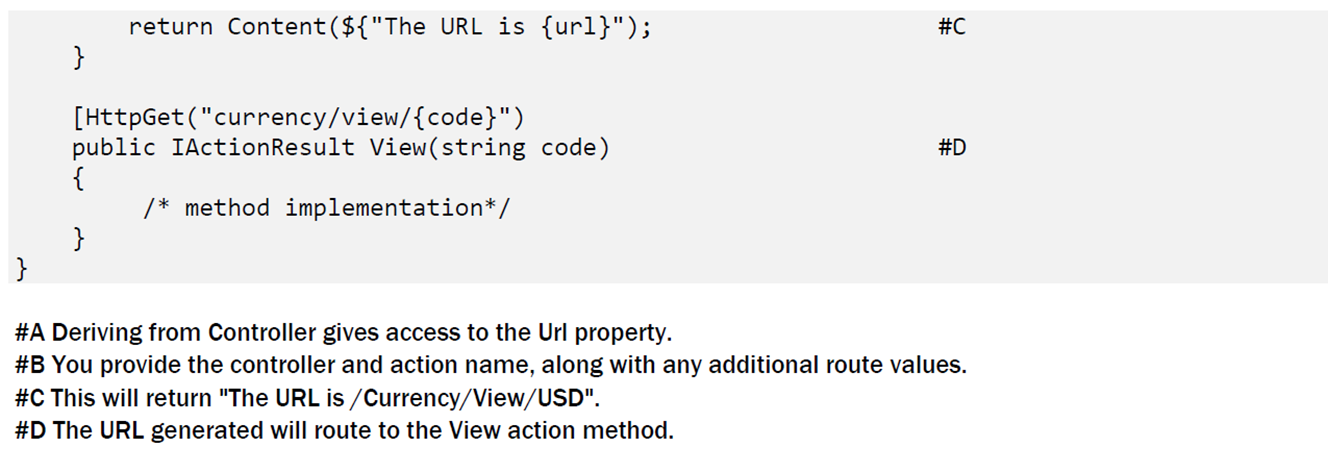 return Content(${"The URL is {url}"); #C
}
[HttpGet("currency/view/{code}")
public IActionResult View(string code) #D
{
/* method implementation*/
}
}
#A Deriving from Controller gives access to the Url property.
#B You provide the controller and action name, along with any additional route values.
#C This will return "The URL is /Currency/View/USD".
#D The URL generated will route to the View action method.